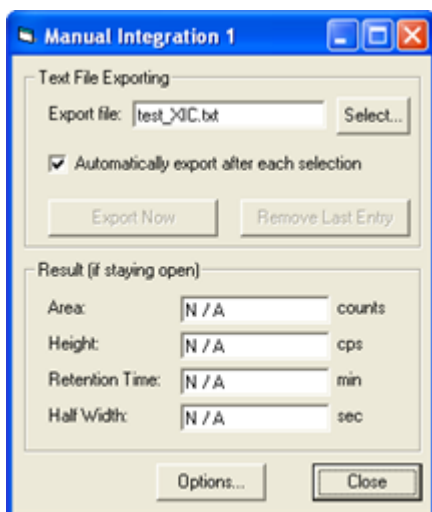 Manual Integration 1
Text File Exporting
Export file: test_XIC.txt Select...
Automatically export after each selection
Export Now Remove Last Entry
Result (if staying open)
Area: N / A counts
Height: N / A cps
Retention Time: N / A min
Half Width: N / A sec
Options... Close